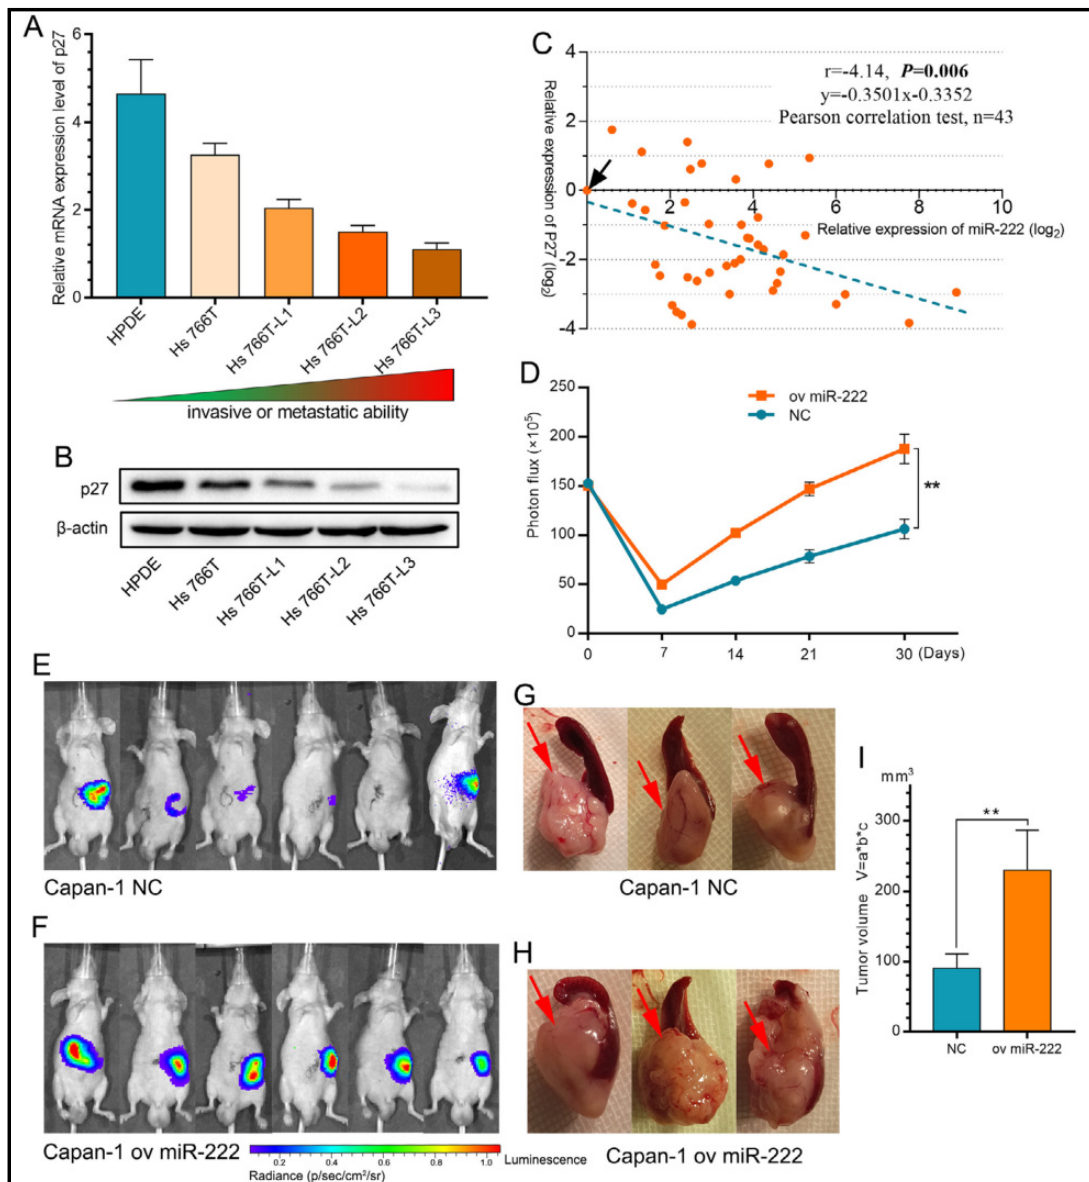 A
Relative mRNA expression level of p27
6
4
2
0
HPDE
Hs 766T
Hs 766T-L1
Hs 766T-L2
Hs 766T-L3
invasive or metastatic ability
B
p27
β-actin
HPDE
Hs 766T
Hs 766T-L1
Hs 766T-L2
Hs 766T-L3
C
Relative expression of P27 (log2)
4
2
0
-2
-4
r=-4.14, P=0.006
y=-0.3501x-0.3352
Pearson correlation test, n=43
2
4
6
8
10
Relative expression of miR-222 (log2)
D
ov miR-222
NC
Photon flux (×10⁵)
250
200
150
100
50
0
**
0
7
14
21
30 (Days)
E
Capan-1 NC
F
Capan-1 ov miR-222
0.2
0.4
0.6
0.8
1.0
Luminescence
Radiance (p/sec/cm²/sr)
G
Capan-1 NC
H
Capan-1 ov miR-222
I
mm³
Tumor volume V=a*b*c
300
200
100
0
**
NC
ov miR-222